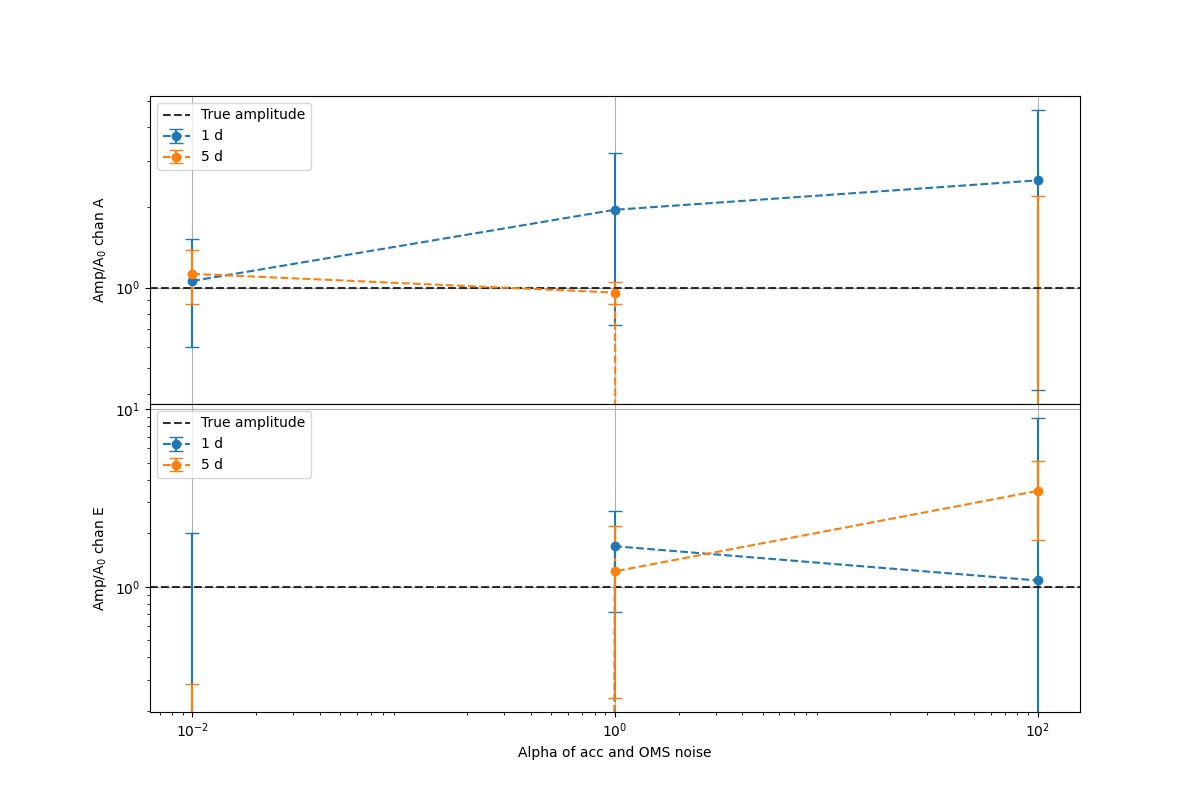 True amplitude
1 d
5 d
Amp/A₀ chan A
10⁰
True amplitude
1 d
5 d
Amp/A₀ chan E
10¹
10⁰
10⁻² 10⁰ 10²
Alpha of acc and OMS noise